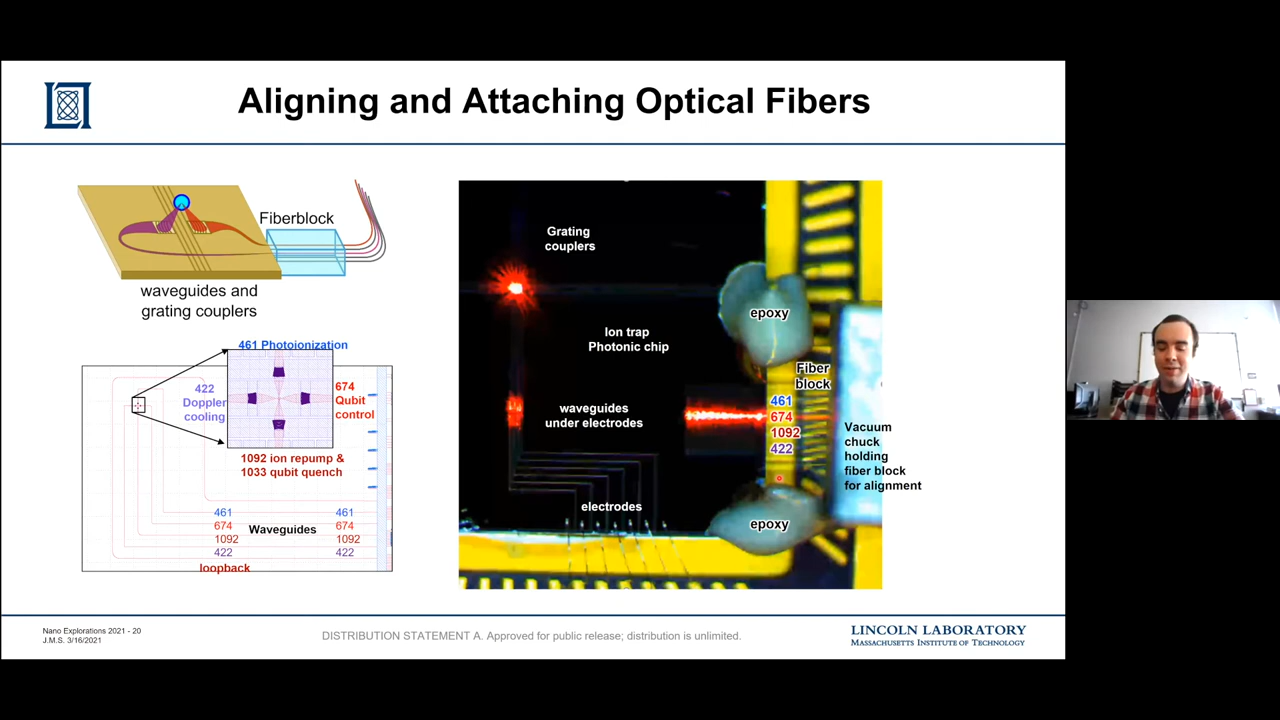 Aligning and Attaching Optical Fibers
Fiberblock
waveguides and
grating couplers
461 Photoionization
422
Doppler
cooling
674
Qubit
control
1092 ion repump &
1033 qubit quench
461
674
1092
422
Waveguides
461
674
1092
422
loopback
Grating
couplers
epoxy
Ion trap
Photonic chip
Fiber
block
461
674
1092
422
waveguides
under electrodes
Vacuum
chuck
holding
fiber block
for alignment
electrodes
epoxy
Nano Explorations 2021 - 20
J.M.S. 3/16/2021
DISTRIBUTION STATEMENT A. Approved for public release; distribution is unlimited.
LINCOLN LABORATORY
MASSACHUSETTS INSTITUTE OF TECHNOLOGY